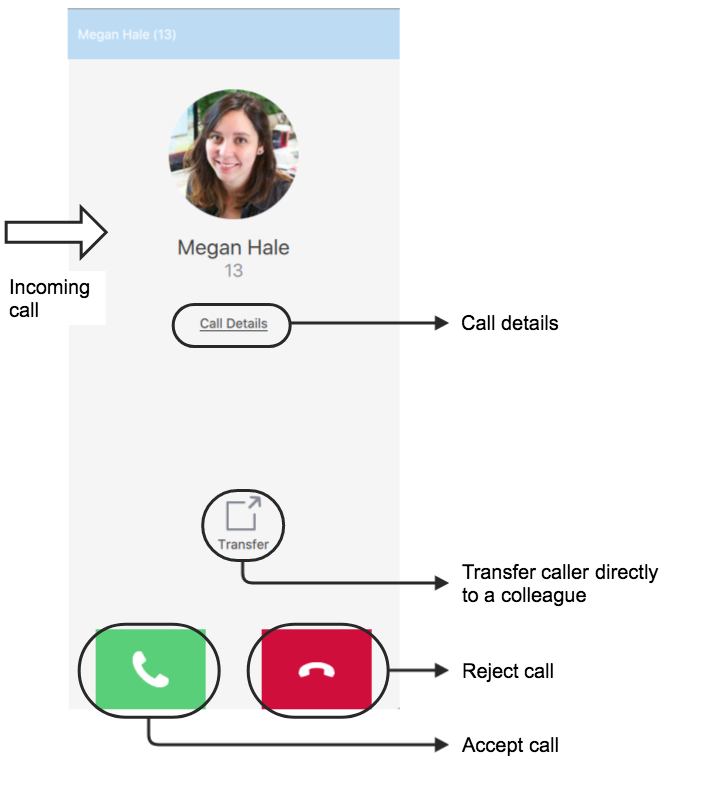 Megan Hale (13)
Megan Hale
13
Incoming
call
Call Details
Call details
Transfer
Transfer caller directly
to a colleague
Reject call
Accept call